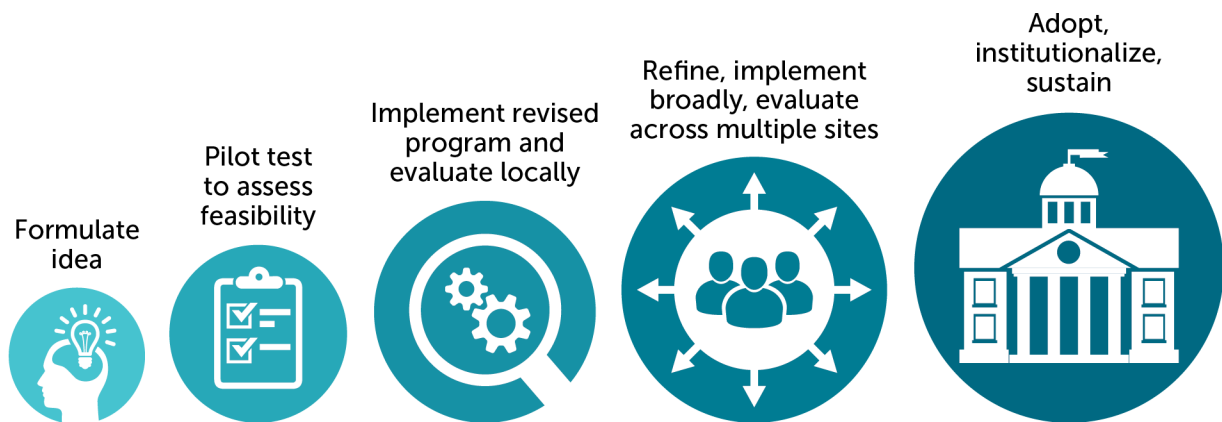 Formulate
idea
Pilot test
to assess
feasibility
Implement revised
program and
evaluate locally
Refine, implement
broadly, evaluate
across multiple sites
Adopt,
institutionalize,
sustain